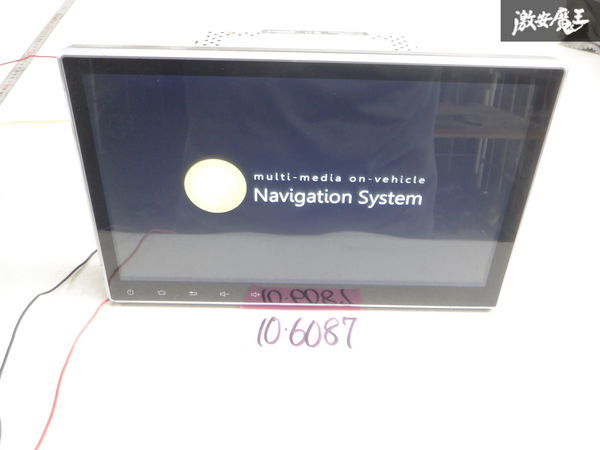 激安魔王
multi-media on-vehicle
Navigation System
10-6087
10-6087